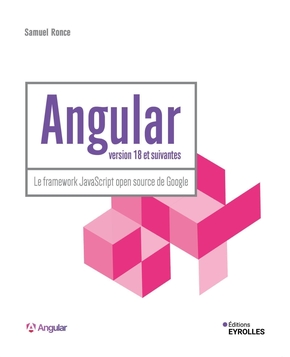 Samuel Ronce
Angular
version 18 et suivantes
Le framework JavaScript open source de Google
Angular
Éditions
EYROLLES